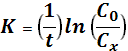 K = (1/t) ln (C₀/Cₓ)